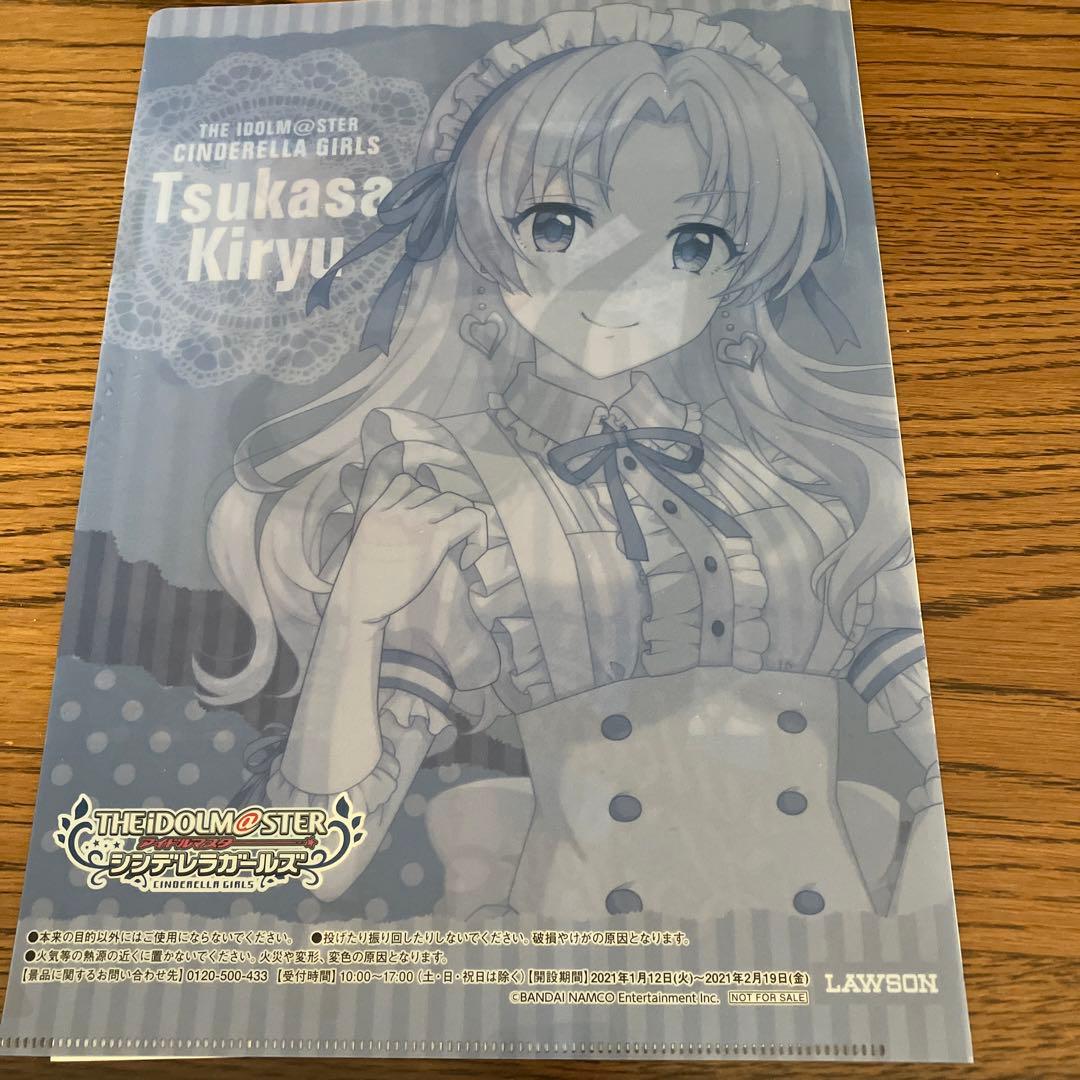 THE IDOLM@STER
CINDERELLA GIRLS
Tsukasa
Kiryu
THE iDOLM@STER
アイドルマスター
シンデレラガールズ
CINDERELLA GIRLS
●本来の目的以外にはご使用にならないでください。 ●投げたり振り回したりしないでください。破損やけがの原因となります。
●火気等の熱源の近くに置かないでください。火災や変形、変色の原因となります。
【景品に関するお問い合わせ先】0120-500-433 【受付時間】10:00～17:00（土・日・祝日は除く）【開設期間】2021年1月12日(火)～2021年2月19日(金)
©BANDAI NAMCO Entertainment Inc. NOT FOR SALE
LAWSON